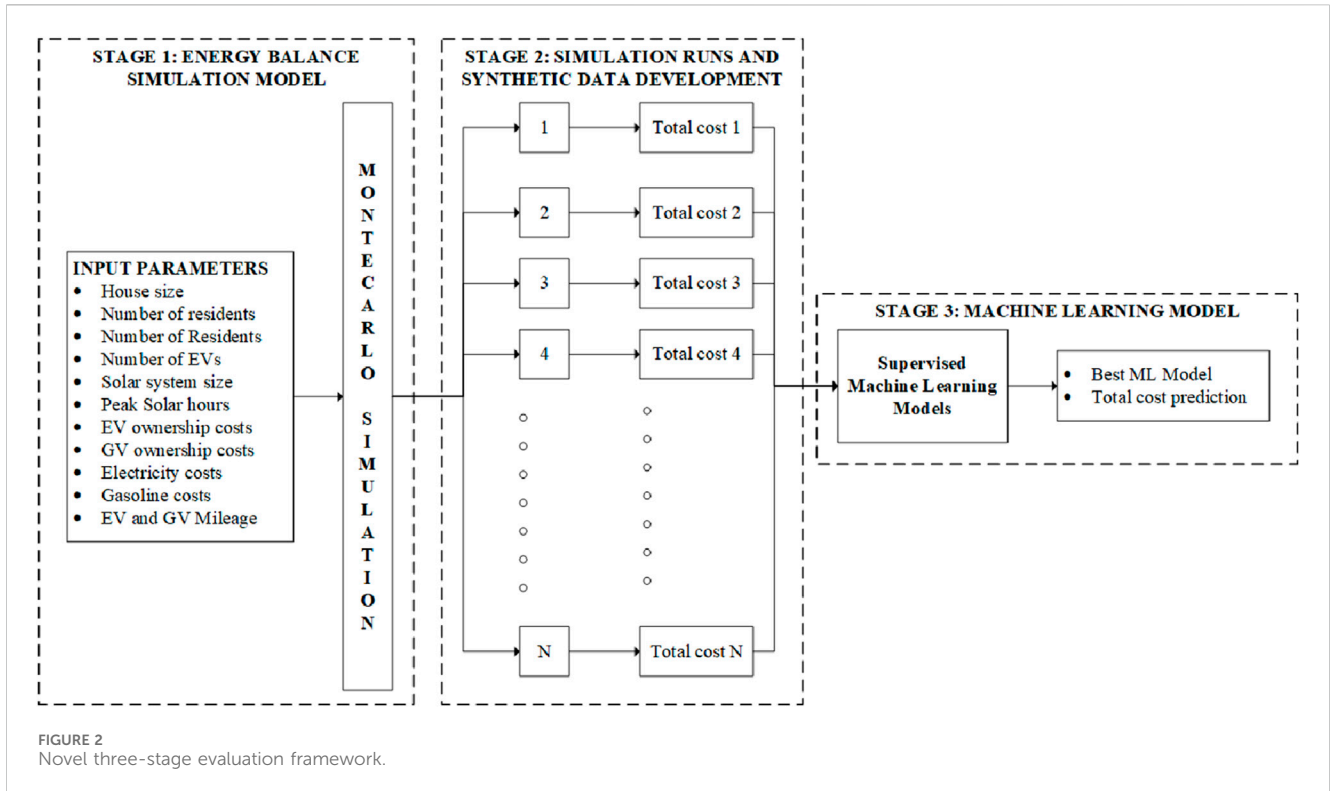 STAGE 1: ENERGY BALANCE
SIMULATION MODEL
INPUT PARAMETERS
• House size
• Number of residents
• Number of Residents
• Number of EVs
• Solar system size
• Peak Solar hours
• EV ownership costs
• GV ownership costs
• Electricity costs
• Gasoline costs
• EV and GV Mileage
M
O
N
T
E
C
A
R
L
O
S
I
M
U
L
A
T
I
O
N
STAGE 2: SIMULATION RUNS AND
SYNTHETIC DATA DEVELOPMENT
1
Total cost 1
2
Total cost 2
3
Total cost 3
4
Total cost 4
N
Total cost N
STAGE 3: MACHINE LEARNING MODEL
Supervised
Machine Learning
Models
• Best ML Model
• Total cost prediction
FIGURE 2
Novel three-stage evaluation framework.